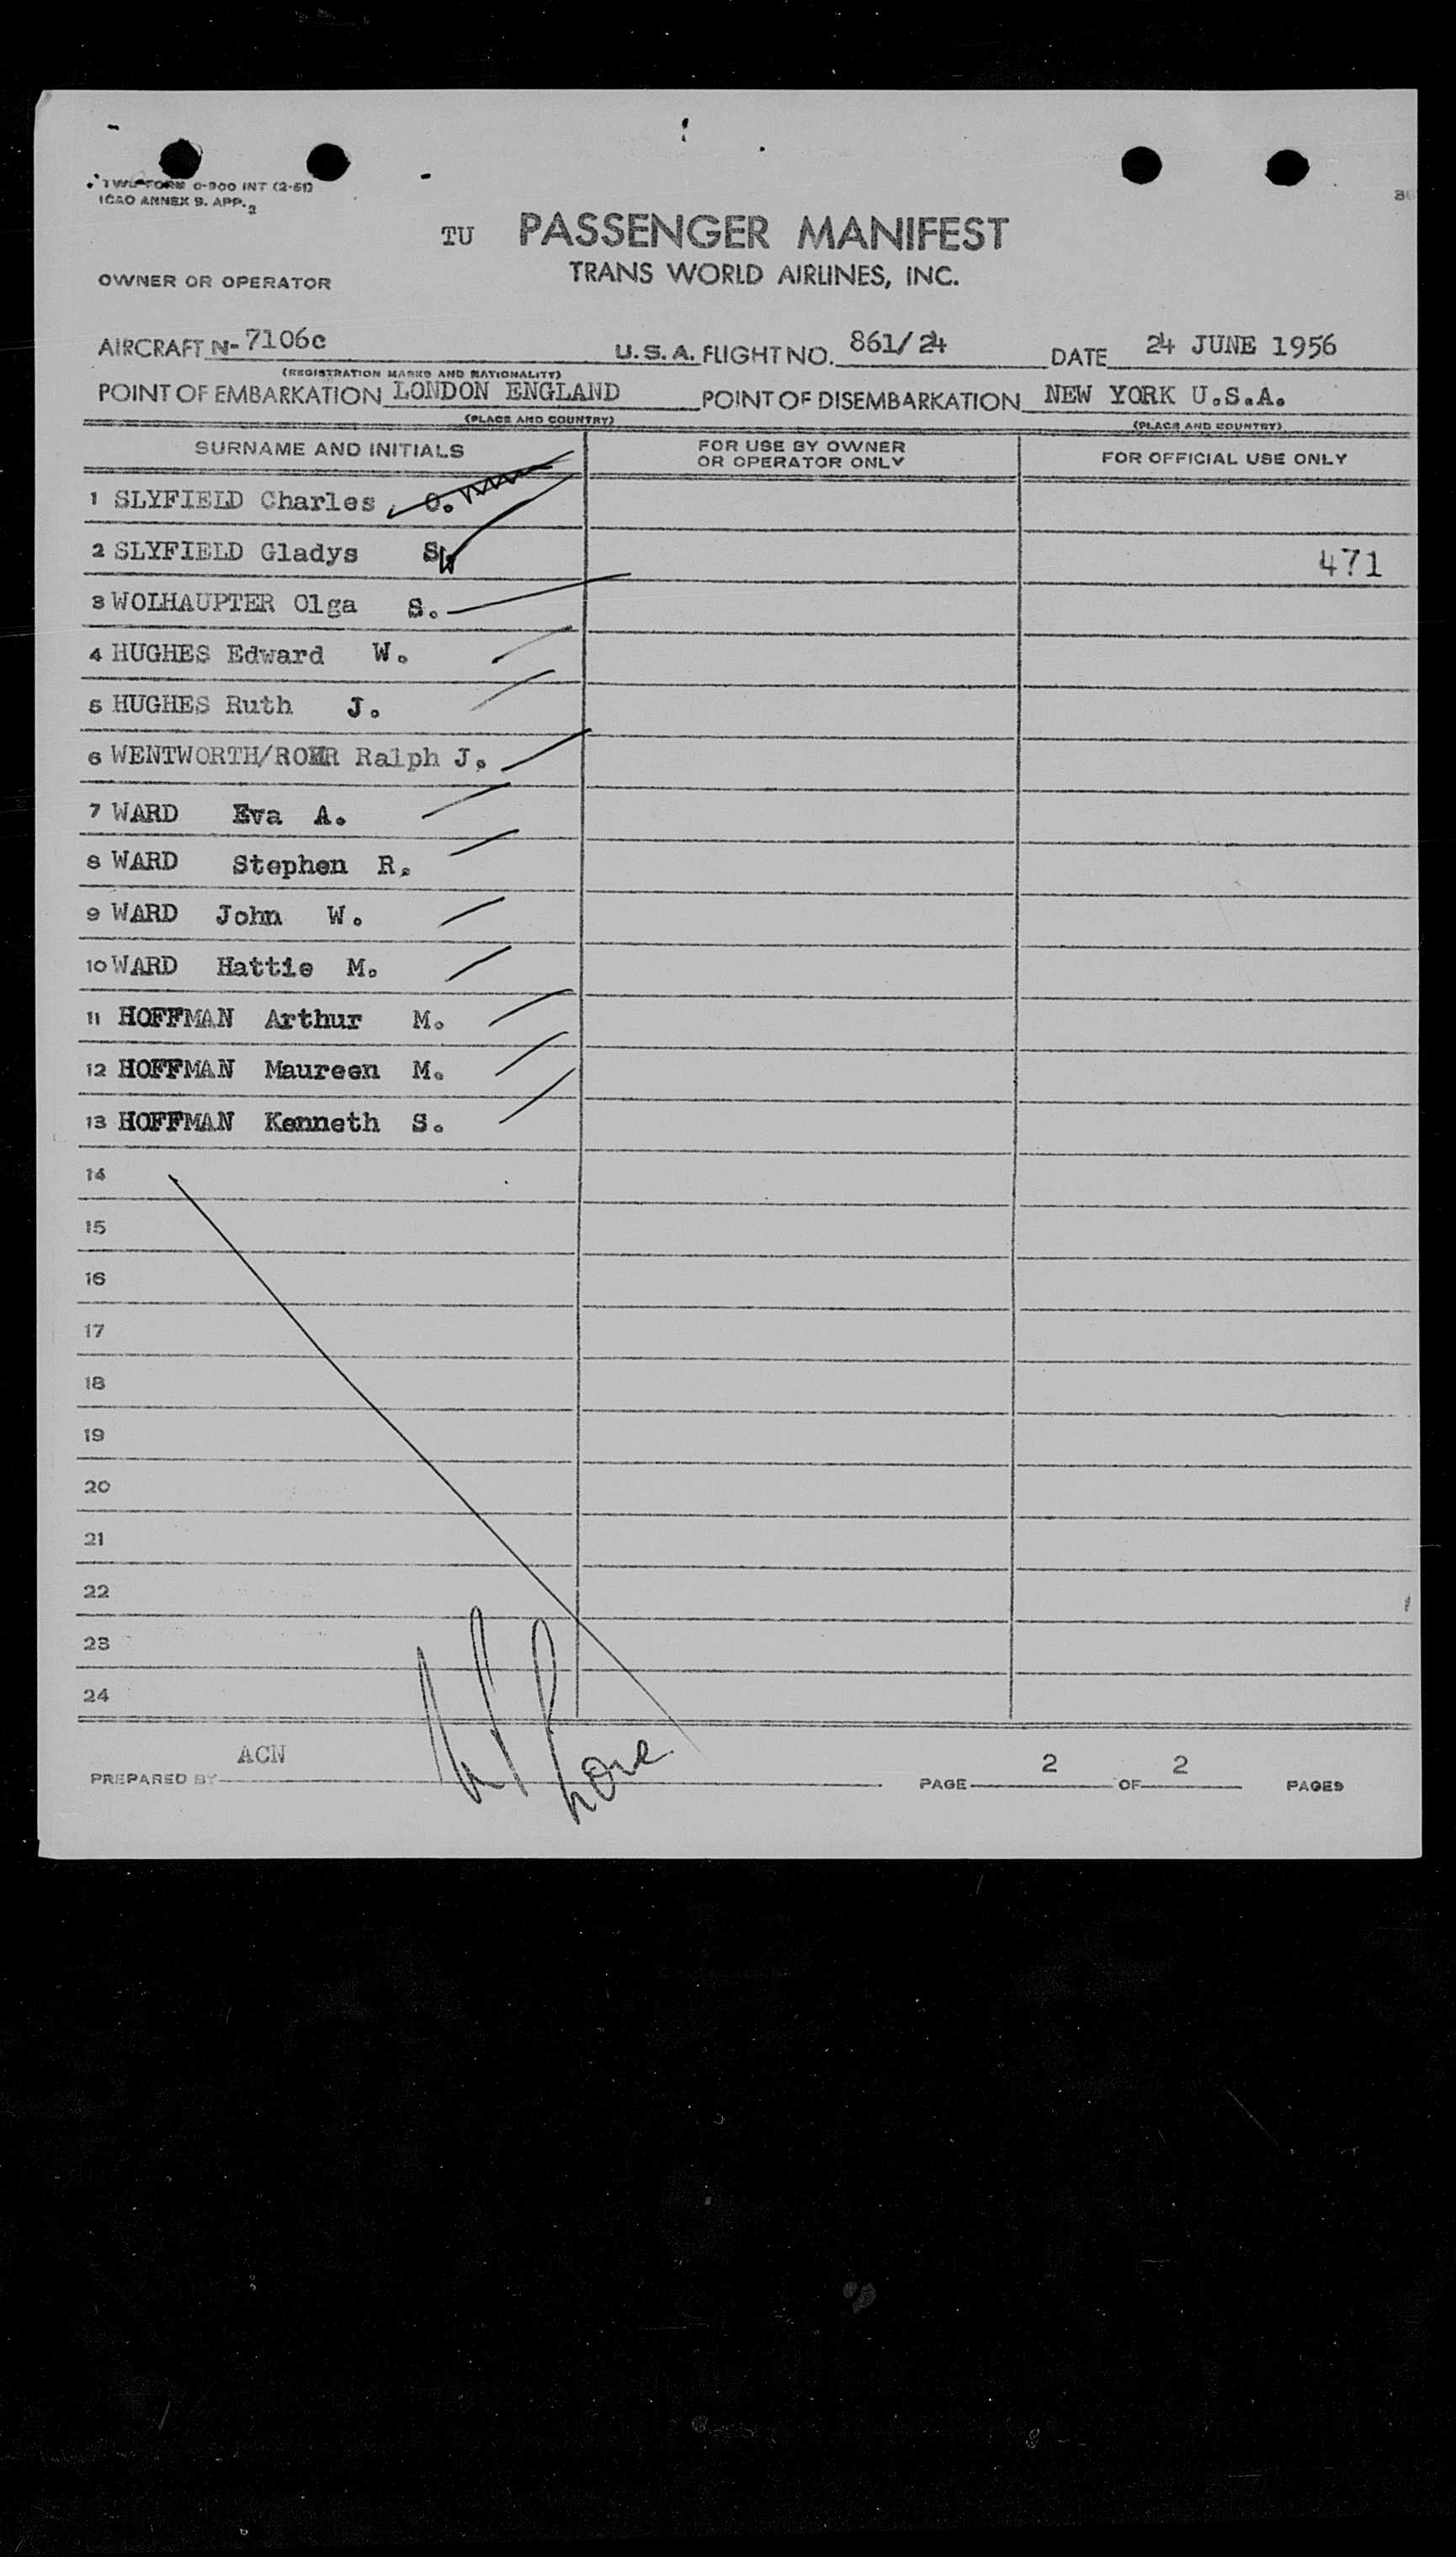 TWA FORM 0-900 INT (2-51)
ICAO ANNEX 9. APP. 2
TU PASSENGER MANIFEST
TRANS WORLD AIRLINES, INC.
OWNER OR OPERATOR
AIRCRAFT N- 7106c U.S.A. FLIGHT NO. 861/24 DATE 24 JUNE 1956
(REGISTRATION MARKS AND NATIONALITY)
POINT OF EMBARKATION LONDON ENGLAND POINT OF DISEMBARKATION NEW YORK U.S.A.
(PLACE AND COUNTRY) (PLACE AND COUNTRY)
SURNAME AND INITIALS FOR USE BY OWNER OR OPERATOR ONLY FOR OFFICIAL USE ONLY
1 SLYFIELD Charles
2 SLYFIELD Gladys S. 471
3 WOLHAUPTER Olga S.
4 HUGHES Edward W.
5 HUGHES Ruth J.
6 WENTWORTH/ROHR Ralph J.
7 WARD Eva A.
8 WARD Stephen R.
9 WARD John W.
10 WARD Hattie M.
11 HOFFMAN Arthur M.
12 HOFFMAN Maureen M.
13 HOFFMAN Kenneth S.
14
15
16
17
18
19
20
21
22
23
24
PREPARED BY ACN PAGE 2 OF 2 PAGES